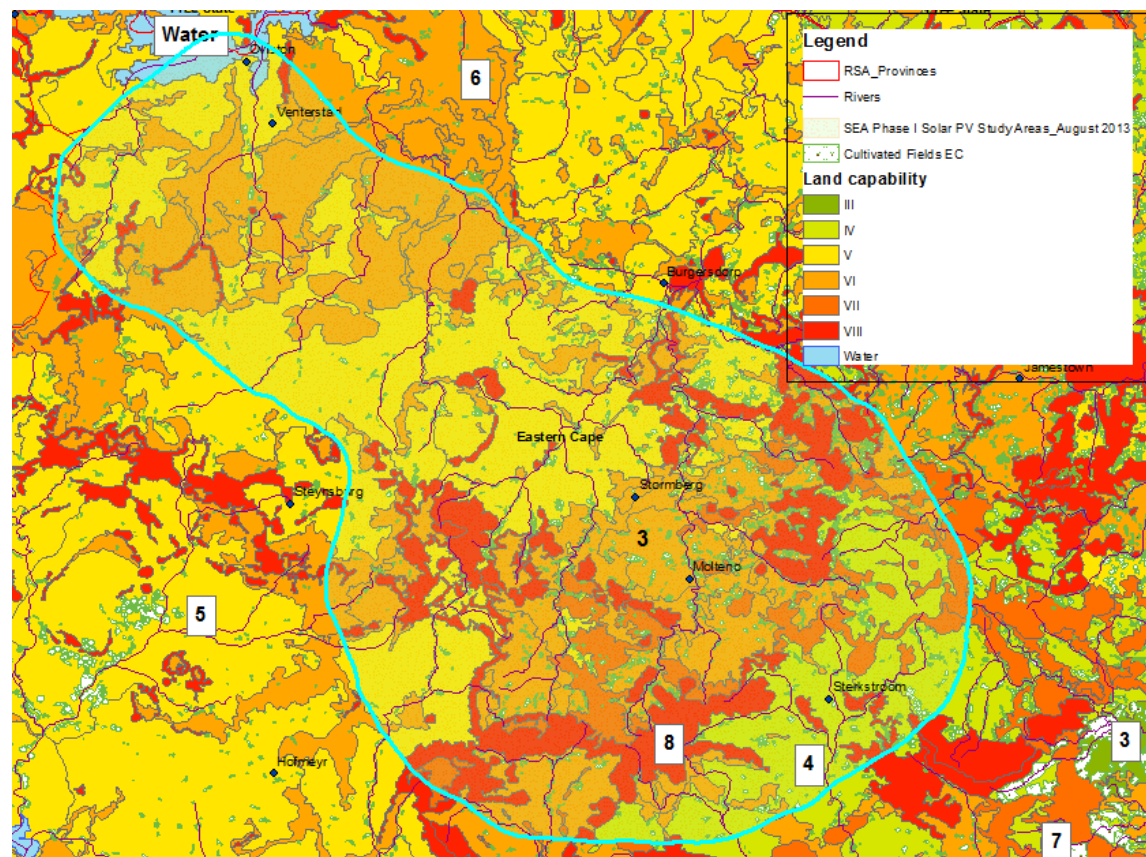 Water
6
Venterstad
Burgersdorp
Jamestown
Eastern Cape
Steynsburg
Stormberg
3
Molteno
5
Sterkstroom
8
4
3
Hofmeyr
7
Legend
RSA_Provinces
Rivers
SEA Phase I Solar PV Study Areas_August 2013
Cultivated Fields EC
Land capability
III
IV
V
VI
VII
VIII
Water